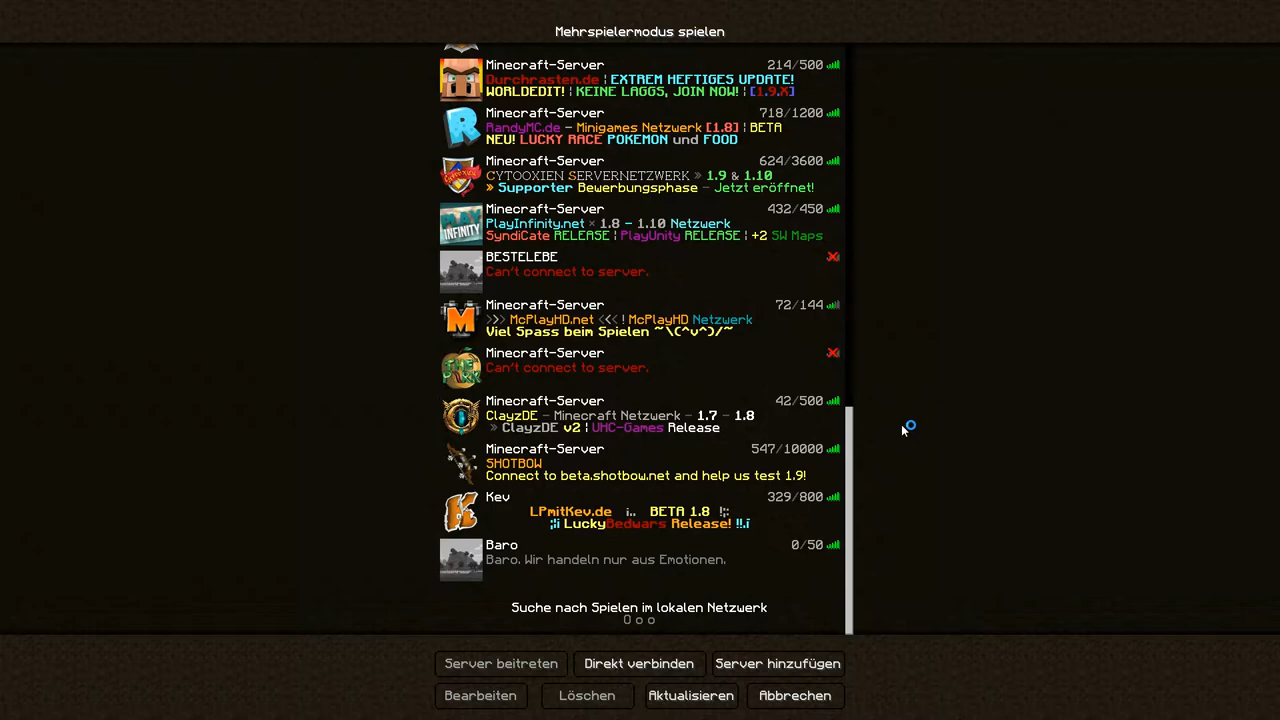 Mehrspielermodus spielen
Minecraft-Server 214/500
Durchrasten.de ¦ EXTREM HEFTIGES UPDATE!
WORLDEDIT! ¦ KEINE LAGGS, JOIN NOW! ¦ [1.9.X]
Minecraft-Server 718/1200
RandyMC.de - Minigames Netzwerk [1.8] ¦ BETA
NEU! LUCKY RACE POKEMON und FOOD
Minecraft-Server 624/3600
CYTOOXIEN SERVERNETZWERK » 1.9 & 1.10
» Supporter Bewerbungsphase - Jetzt eröffnet!
PLAY INFINITY
Minecraft-Server 432/450
PlayInfinity.net × 1.8 - 1.10 Netzwerk
SyndiCate RELEASE ¦ PlayUnity RELEASE ¦ +2 SW Maps
BESTELEBE
Can't connect to server.
Minecraft-Server 72/144
>>> McPlayHD.net <<< ! McPlayHD Netzwerk
Viel Spass beim Spielen ~\(^v^)/~
Minecraft-Server
Can't connect to server.
Minecraft-Server 42/500
ClayzDE - Minecraft Netzwerk - 1.7 - 1.8
» ClayzDE v2 ¦ UHC-Games Release
Minecraft-Server 547/10000
SHOTBOW
Connect to beta.shotbow.net and help us test 1.9!
Kev 329/800
LPmitKev.de ¡.. BETA 1.8 !¦:
¦¡ LuckyBedwars Release! !!.ï
Baro 0/50
Baro. Wir handeln nur aus Emotionen.
Suche nach Spielen im lokalen Netzwerk
O o o
Server beitreten Direkt verbinden Server hinzufügen
Bearbeiten Löschen Aktualisieren Abbrechen